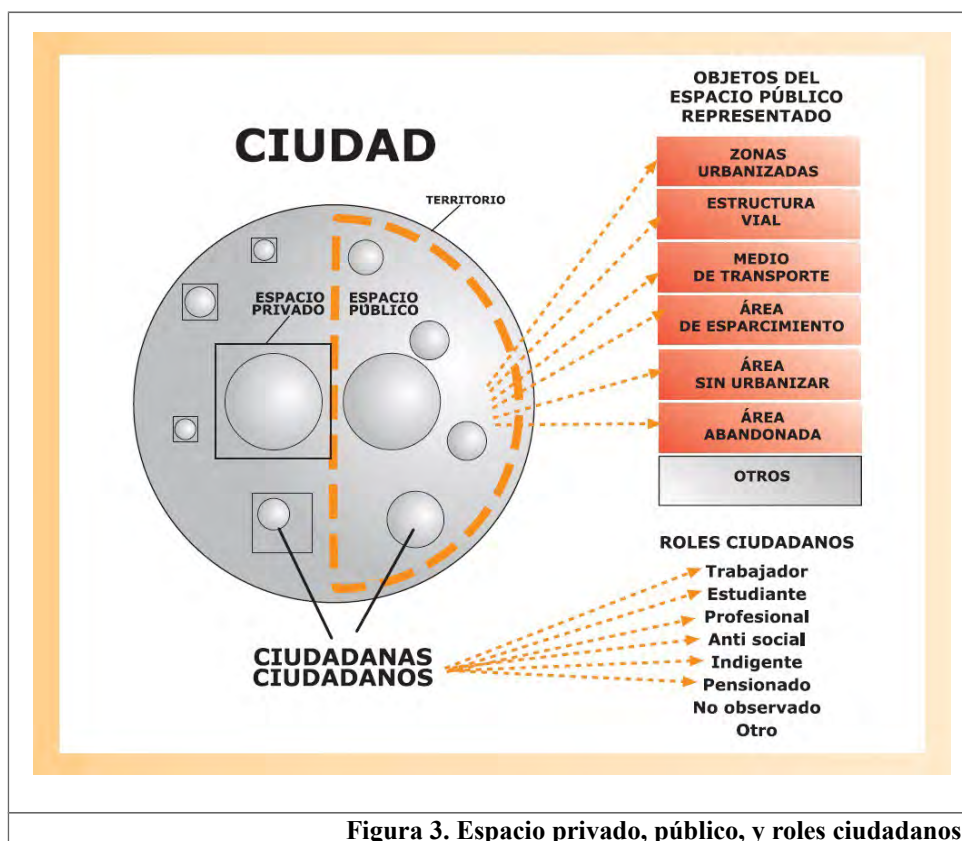 CIUDAD
TERRITORIO
ESPACIO
PRIVADO
ESPACIO
PÚBLICO
CIUDADANAS
CIUDADANOS
OBJETOS DEL
ESPACIO PÚBLICO
REPRESENTADO
ZONAS
URBANIZADAS
ESTRUCTURA
VIAL
MEDIO
DE TRANSPORTE
ÁREA
DE ESPARCIMIENTO
ÁREA
SIN URBANIZAR
ÁREA
ABANDONADA
OTROS
ROLES CIUDADANOS
Trabajador
Estudiante
Profesional
Anti social
Indigente
Pensionado
No observado
Otro
Figura 3. Espacio privado, público, y roles ciudadanos